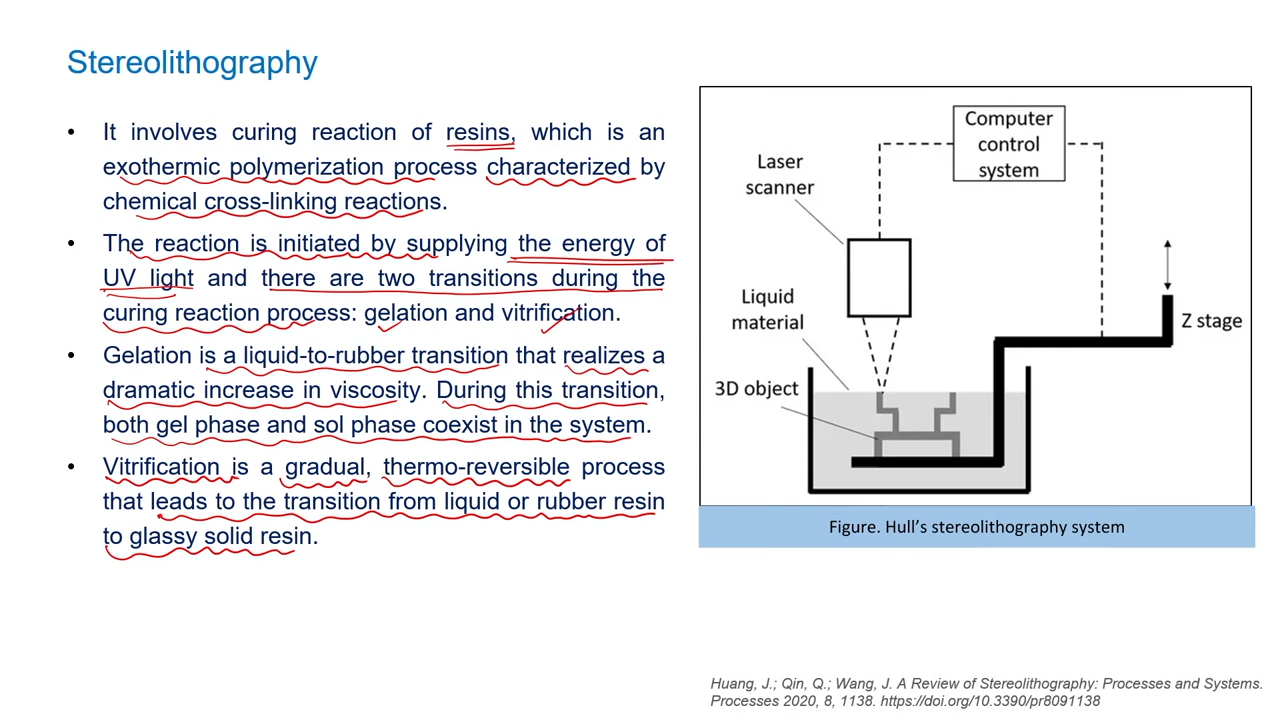 Stereolithography
• It involves curing reaction of resins, which is an
exothermic polymerization process characterized by
chemical cross-linking reactions.
• The reaction is initiated by supplying the energy of
UV light and there are two transitions during the
curing reaction process: gelation and vitrification.
• Gelation is a liquid-to-rubber transition that realizes a
dramatic increase in viscosity. During this transition,
both gel phase and sol phase coexist in the system.
• Vitrification is a gradual, thermo-reversible process
that leads to the transition from liquid or rubber resin
to glassy solid resin.
Computer
control
system
Laser
scanner
Liquid
material
Z stage
3D object
Figure. Hull’s stereolithography system
Huang, J.; Qin, Q.; Wang, J. A Review of Stereolithography: Processes and Systems.
Processes 2020, 8, 1138. https://doi.org/10.3390/pr8091138